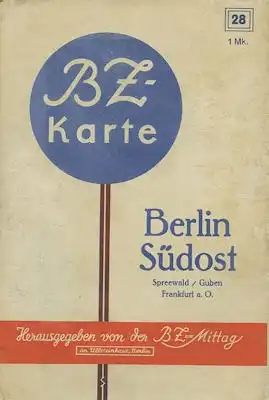 28
1 Mk.
BZ-
Karte
Berlin
Südost
Spreewald / Guben
Frankfurt a. O.
Herausgegeben von der BZ am Mittag
im Ullsteinhaus, Berlin